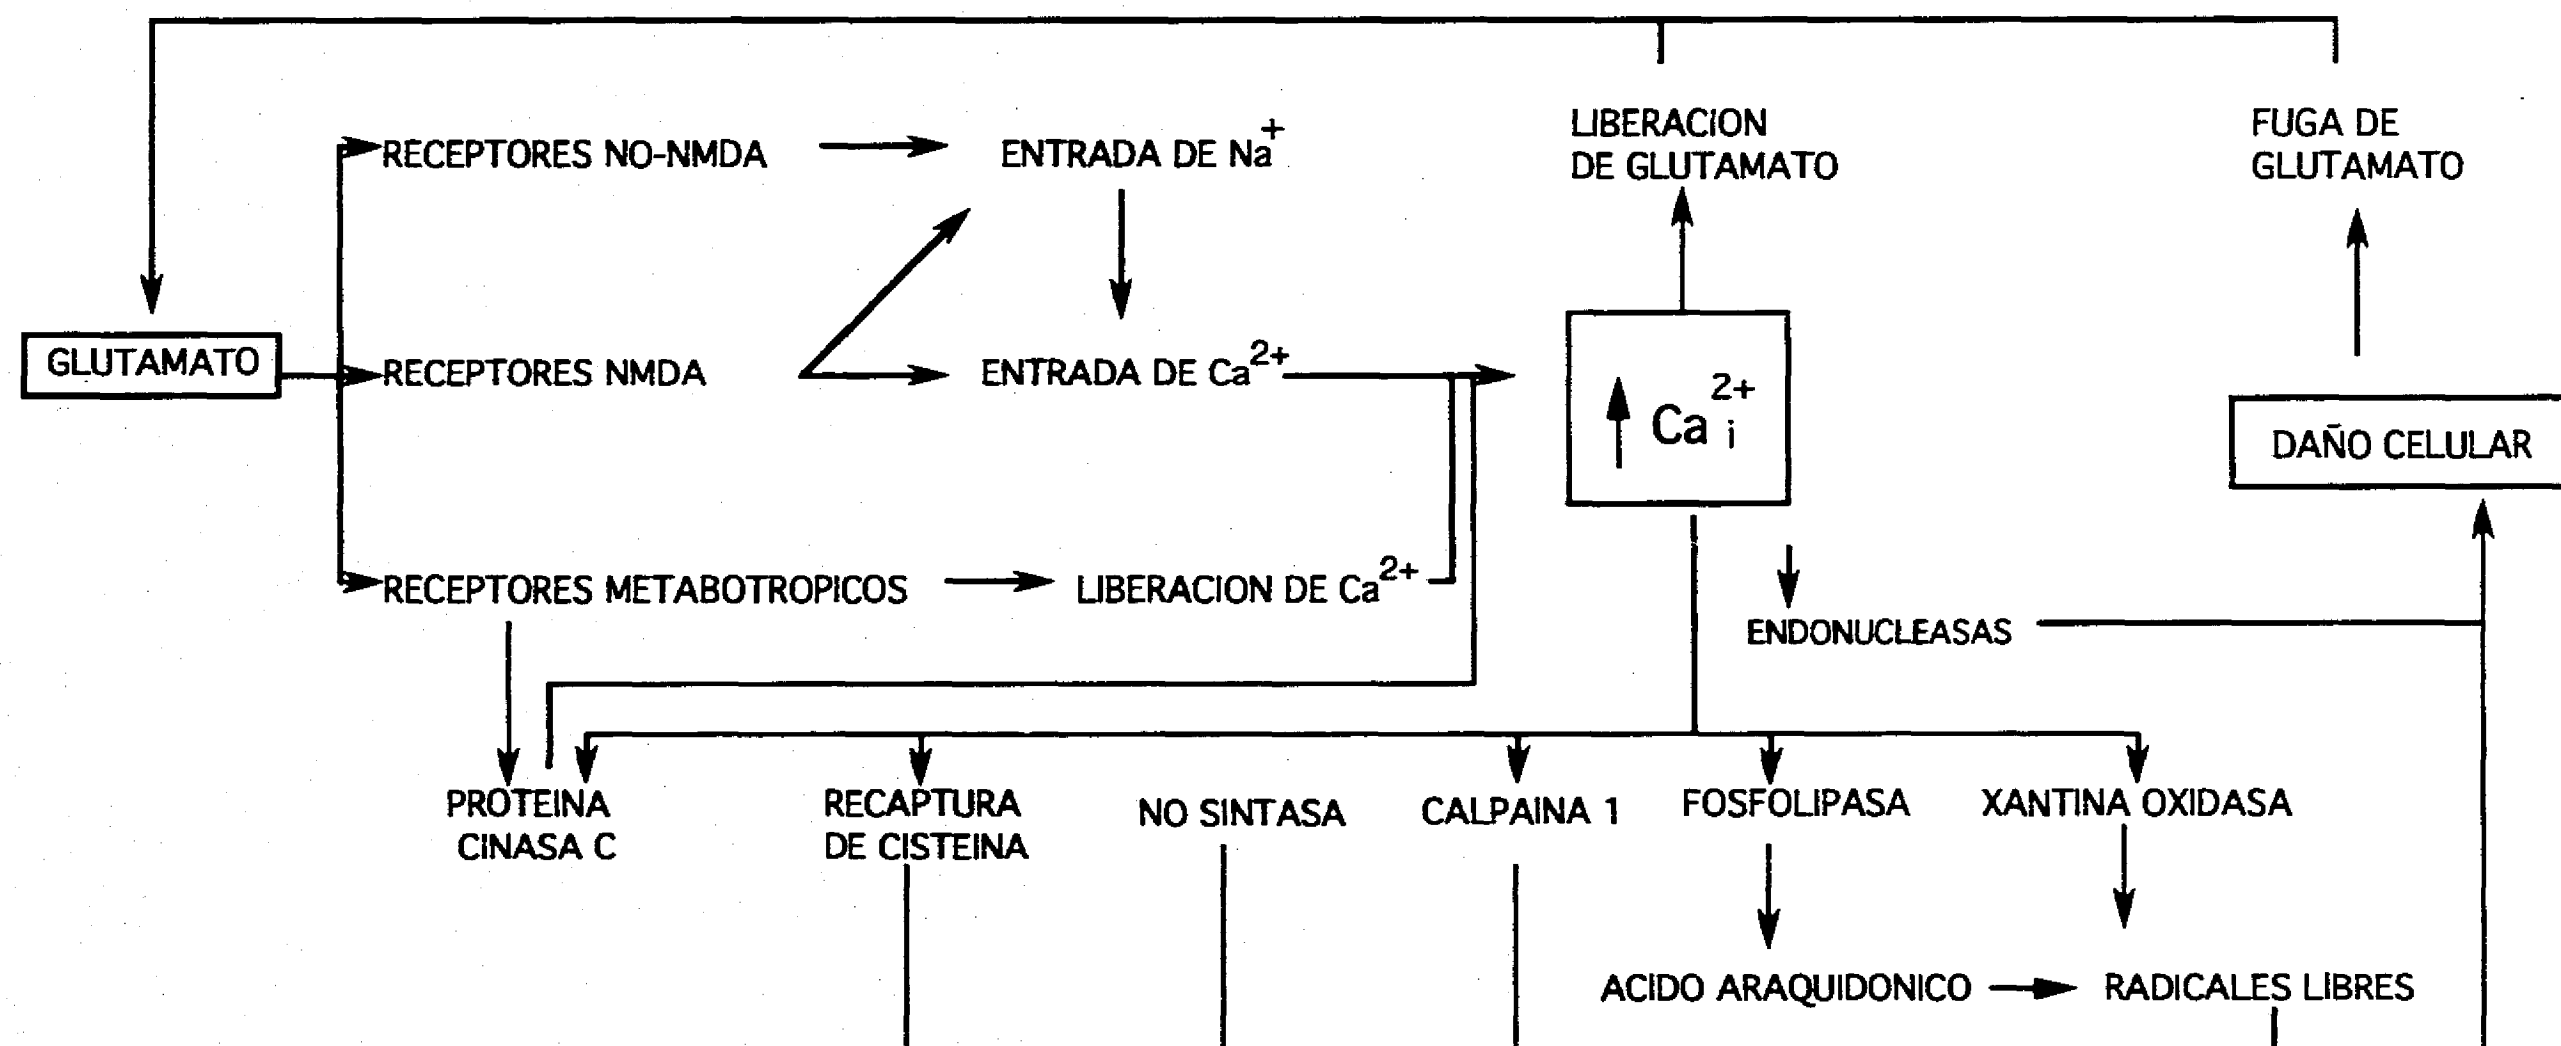 LIBERACION
DE GLUTAMATO
FUGA DE
GLUTAMATO
RECEPTORES NO-NMDA
ENTRADA DE Na+
GLUTAMATO
RECEPTORES NMDA
ENTRADA DE Ca2+
Ca2+i
DAÑO CELULAR
RECEPTORES METABOTROPICOS
LIBERACION DE Ca2+
ENDONUCLEASAS
PROTEINA
CINASA C
RECAPTURA
DE CISTEINA
NO SINTASA
CALPAINA 1
FOSFOLIPASA
XANTINA OXIDASA
ACIDO ARAQUIDONICO
RADICALES LIBRES